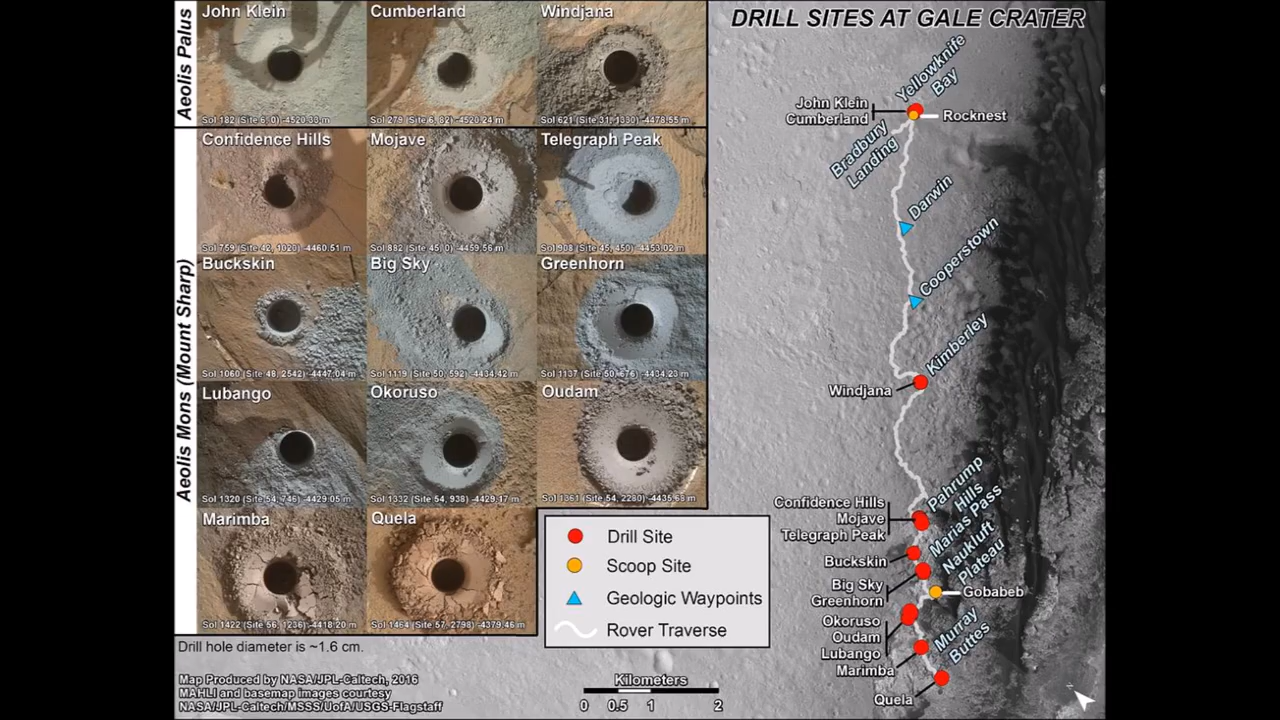 DRILL SITES AT GALE CRATER
Aeolis Palus
John Klein
Sol 182 (Site 6, 0) -4520.33 m
Cumberland
Sol 279 (Site 6, 82) -4520.24 m
Windjana
Sol 621 (Site 31, 1330) -4478.55 m
Aeolis Mons (Mount Sharp)
Confidence Hills
Sol 759 (Site 42, 1020) -4460.51 m
Mojave
Sol 882 (Site 45, 0) -4459.56 m
Telegraph Peak
Sol 908 (Site 45, 450) -4453.02 m
Buckskin
Sol 1060 (Site 48, 2542) -4447.04 m
Big Sky
Sol 1119 (Site 50, 592) -4434.42 m
Greenhorn
Sol 1137 (Site 50, 676) -4434.23 m
Lubango
Sol 1320 (Site 54, 746) -4429.05 m
Okoruso
Sol 1332 (Site 54, 938) -4429.17 m
Oudam
Sol 1361 (Site 54, 2280) -4435.69 m
Marimba
Sol 1422 (Site 56, 1236) -4418.20 m
Quela
Sol 1464 (Site 57, 2798) -4379.46 m
Drill hole diameter is ~1.6 cm.
Map Produced by NASA/JPL-Caltech, 2016
MAHLI and basemap images courtesy
NASA/JPL-Caltech/MSSS/UofA/USGS-Flagstaff
Drill Site
Scoop Site
Geologic Waypoints
Rover Traverse
Kilometers
0 0.5 1 2
Yellowknife
Bay
John Klein
Cumberland
Rocknest
Bradbury
Landing
Darwin
Cooperstown
Kimberley
Windjana
Pahrump
Hills
Confidence Hills
Mojave
Telegraph Peak
Marias Pass
Buckskin
Naukluft
Plateau
Big Sky
Greenhorn
Gobabeb
Okoruso
Oudam
Lubango
Murray
Buttes
Marimba
Quela